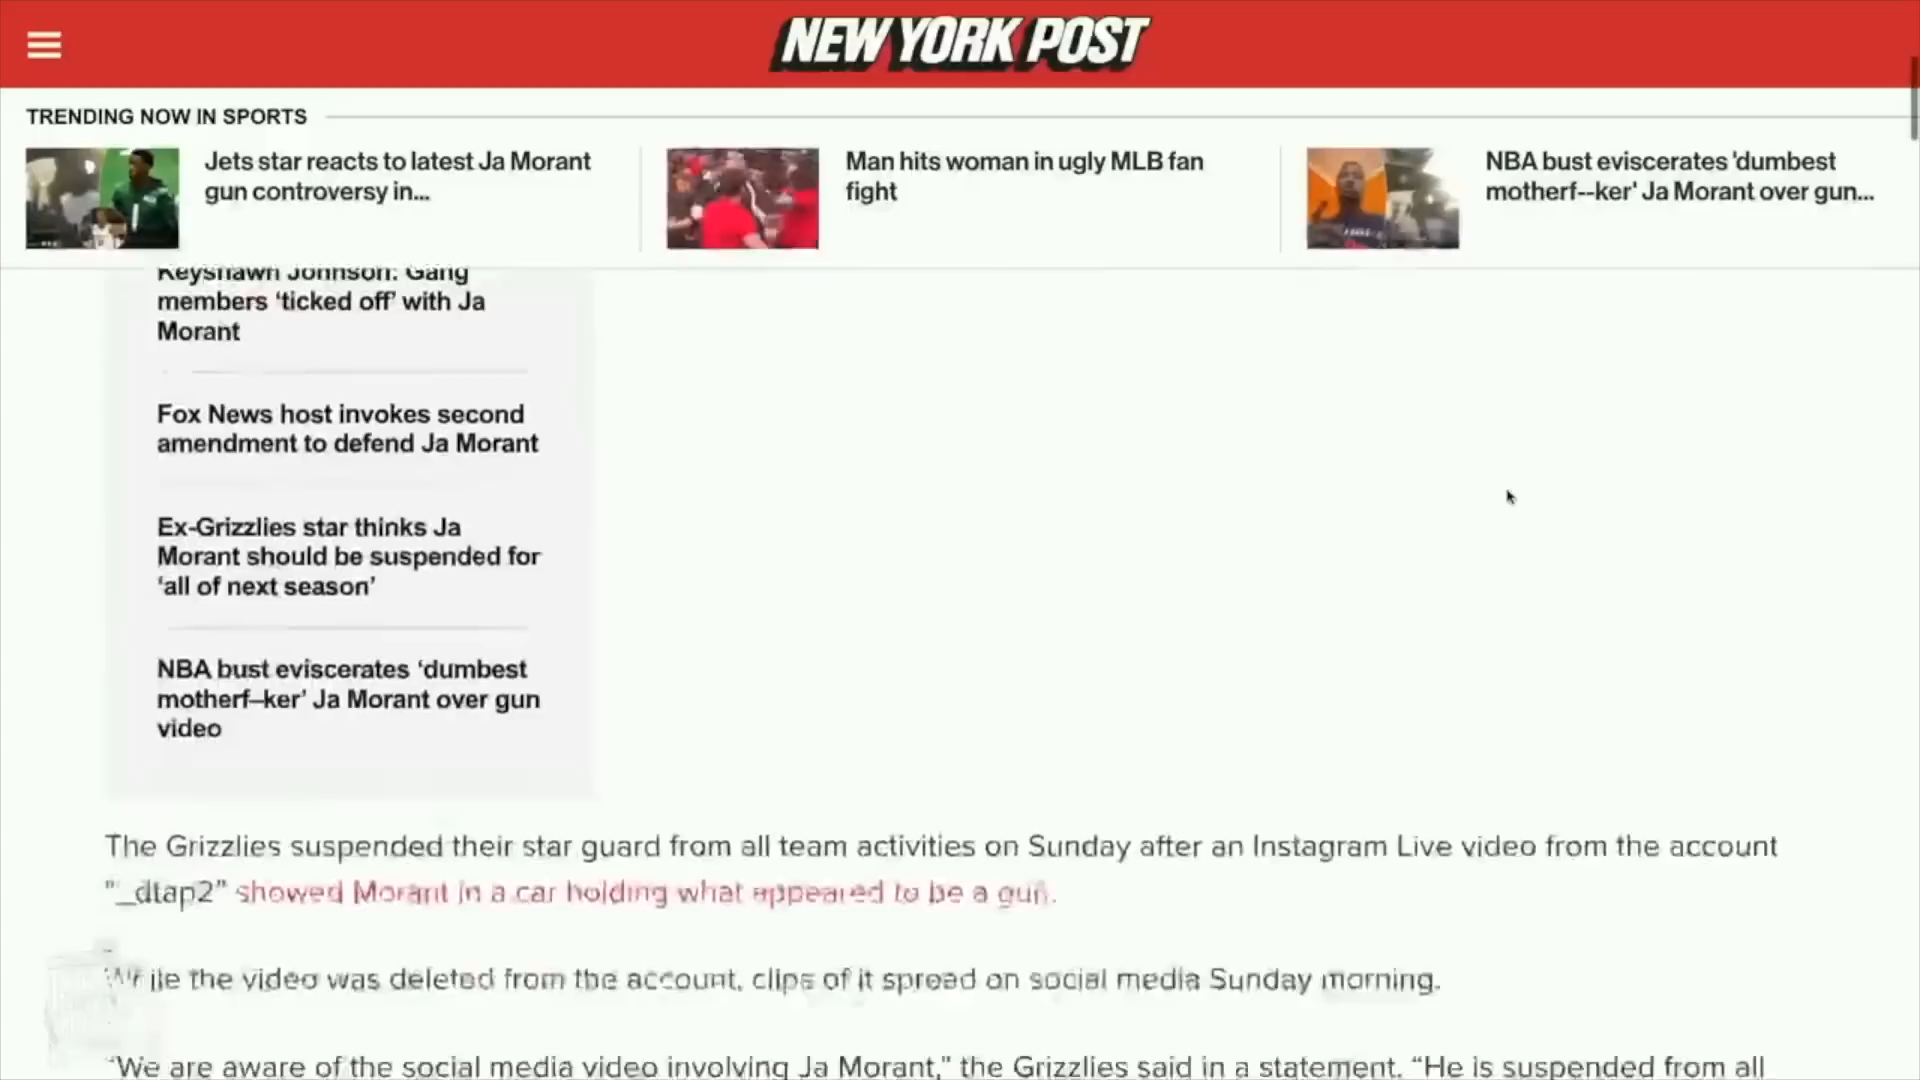 NEW YORK POST
TRENDING NOW IN SPORTS
Jets star reacts to latest Ja Morant
gun controversy in...
Man hits woman in ugly MLB fan
fight
NBA bust eviscerates 'dumbest
motherf--ker' Ja Morant over gun...
Keyshawn Johnson: Gang
members ‘ticked off’ with Ja
Morant
Fox News host invokes second
amendment to defend Ja Morant
Ex-Grizzlies star thinks Ja
Morant should be suspended for
‘all of next season’
NBA bust eviscerates ‘dumbest
motherf—ker’ Ja Morant over gun
video
The Grizzlies suspended their star guard from all team activities on Sunday after an Instagram Live video from the account
“_dtap2” showed Morant in a car holding what appeared to be a gun.
While the video was deleted from the account, clips of it spread on social media Sunday morning.
“We are aware of the social media video involving Ja Morant,” the Grizzlies said in a statement. “He is suspended from all